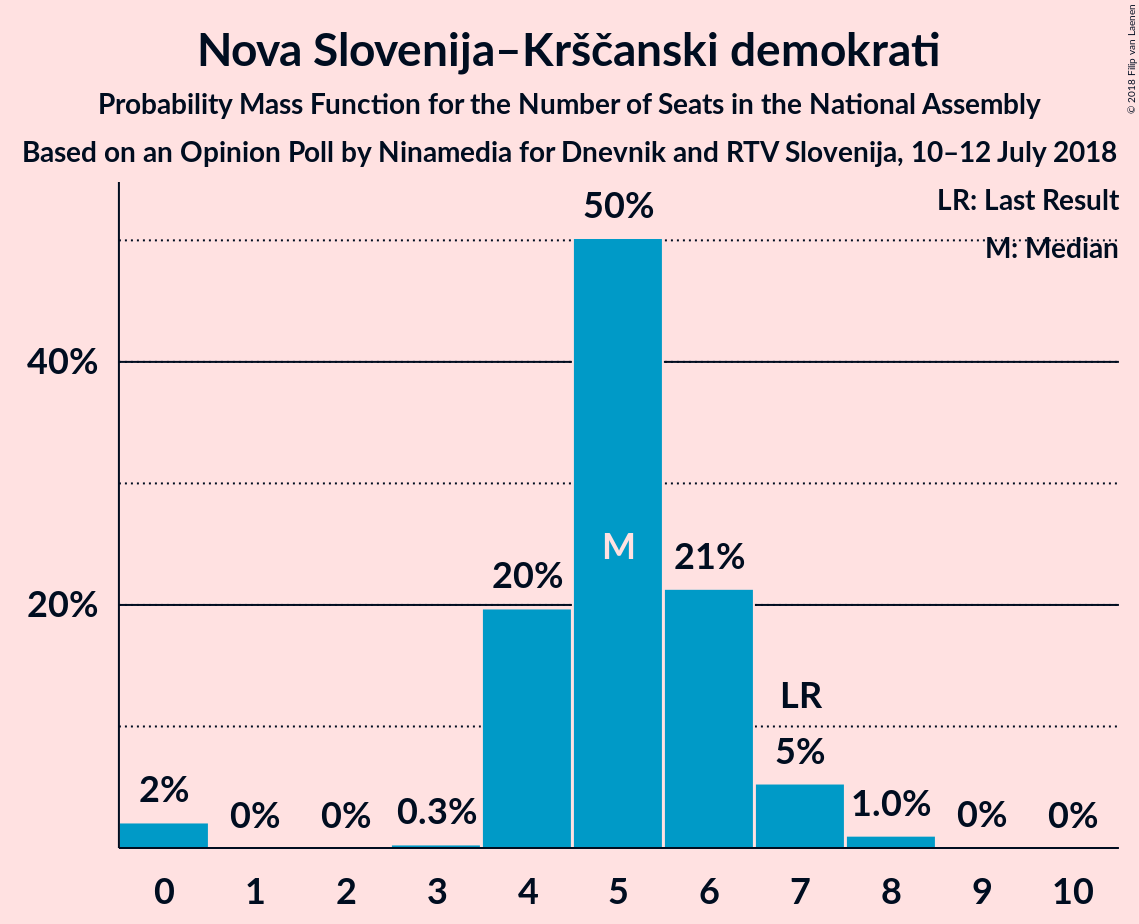 Nova Slovenija–Krščanski demokrati
Probability Mass Function for the Number of Seats in the National Assembly
Based on an Opinion Poll by Ninamedia for Dnevnik and RTV Slovenija, 10–12 July 2018
© 2018 Filip van Laenen
LR: Last Result
M: Median
40%
20%
2%
0%
0%
0.3%
20%
50%
M
21%
LR
5%
1.0%
0%
0%
0 1 2 3 4 5 6 7 8 9 10